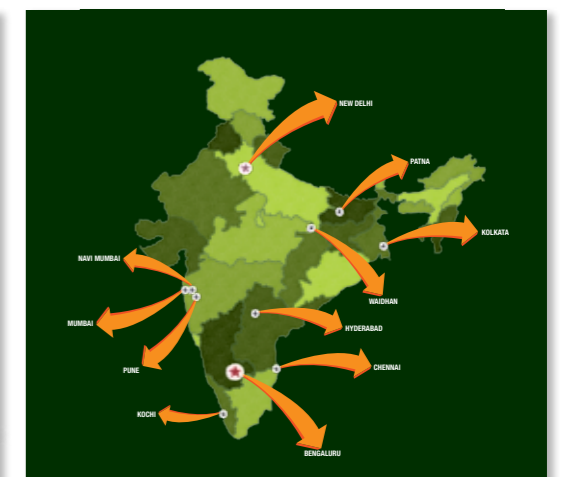 NEW DELHI
PATNA
KOLKATA
NAVI MUMBAI
WAIDHAN
MUMBAI
HYDERABAD
CHENNAI
PUNE
KOCHI
BENGALURU